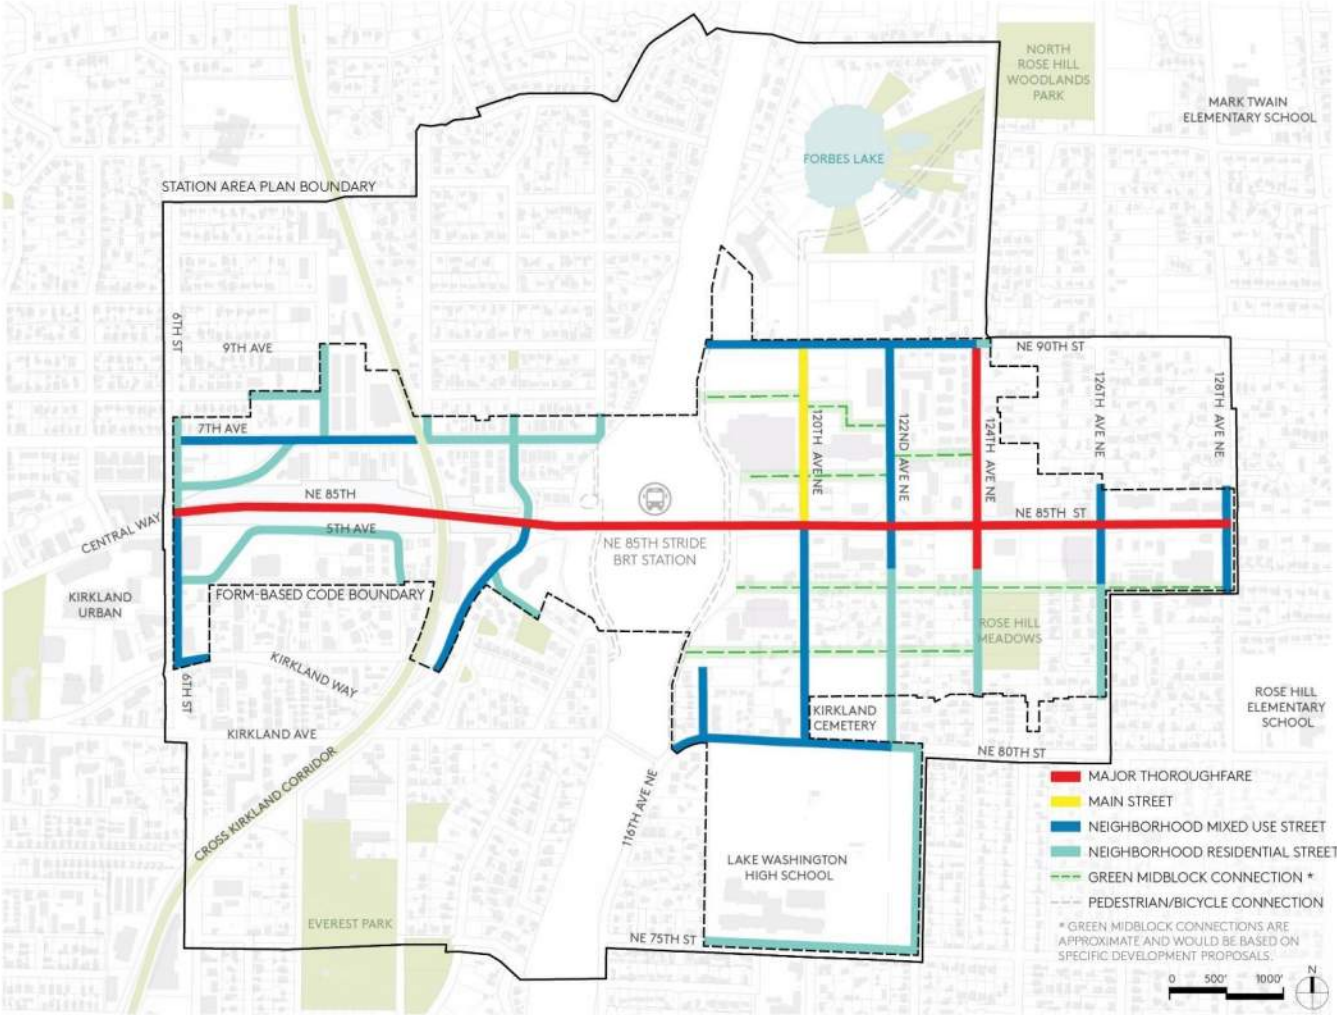 NORTH
ROSE HILL
WOODLANDS
PARK
MARK TWAIN
ELEMENTARY SCHOOL
FORBES LAKE
STATION AREA PLAN BOUNDARY
6TH ST
9TH AVE
NE 90TH ST
126TH AVE NE
128TH AVE NE
7TH AVE
120TH AVE NE
122ND AVE NE
124TH AVE NE
NE 85TH
NE 85TH ST
CENTRAL WAY
5TH AVE
NE 85TH STRIDE
BRT STATION
KIRKLAND
URBAN
FORM-BASED CODE BOUNDARY
ROSE HILL
MEADOWS
KIRKLAND WAY
6TH ST
ROSE HILL
ELEMENTARY
SCHOOL
KIRKLAND
CEMETERY
KIRKLAND AVE
NE 80TH ST
CROSS KIRKLAND CORRIDOR
116TH AVE NE
MAJOR THOROUGHFARE
MAIN STREET
NEIGHBORHOOD MIXED USE STREET
NEIGHBORHOOD RESIDENTIAL STREET
GREEN MIDBLOCK CONNECTION *
PEDESTRIAN/BICYCLE CONNECTION
* GREEN MIDBLOCK CONNECTIONS ARE
APPROXIMATE AND WOULD BE BASED ON
SPECIFIC DEVELOPMENT PROPOSALS.
LAKE WASHINGTON
HIGH SCHOOL
EVEREST PARK
NE 75TH ST
0 500' 1000'
N